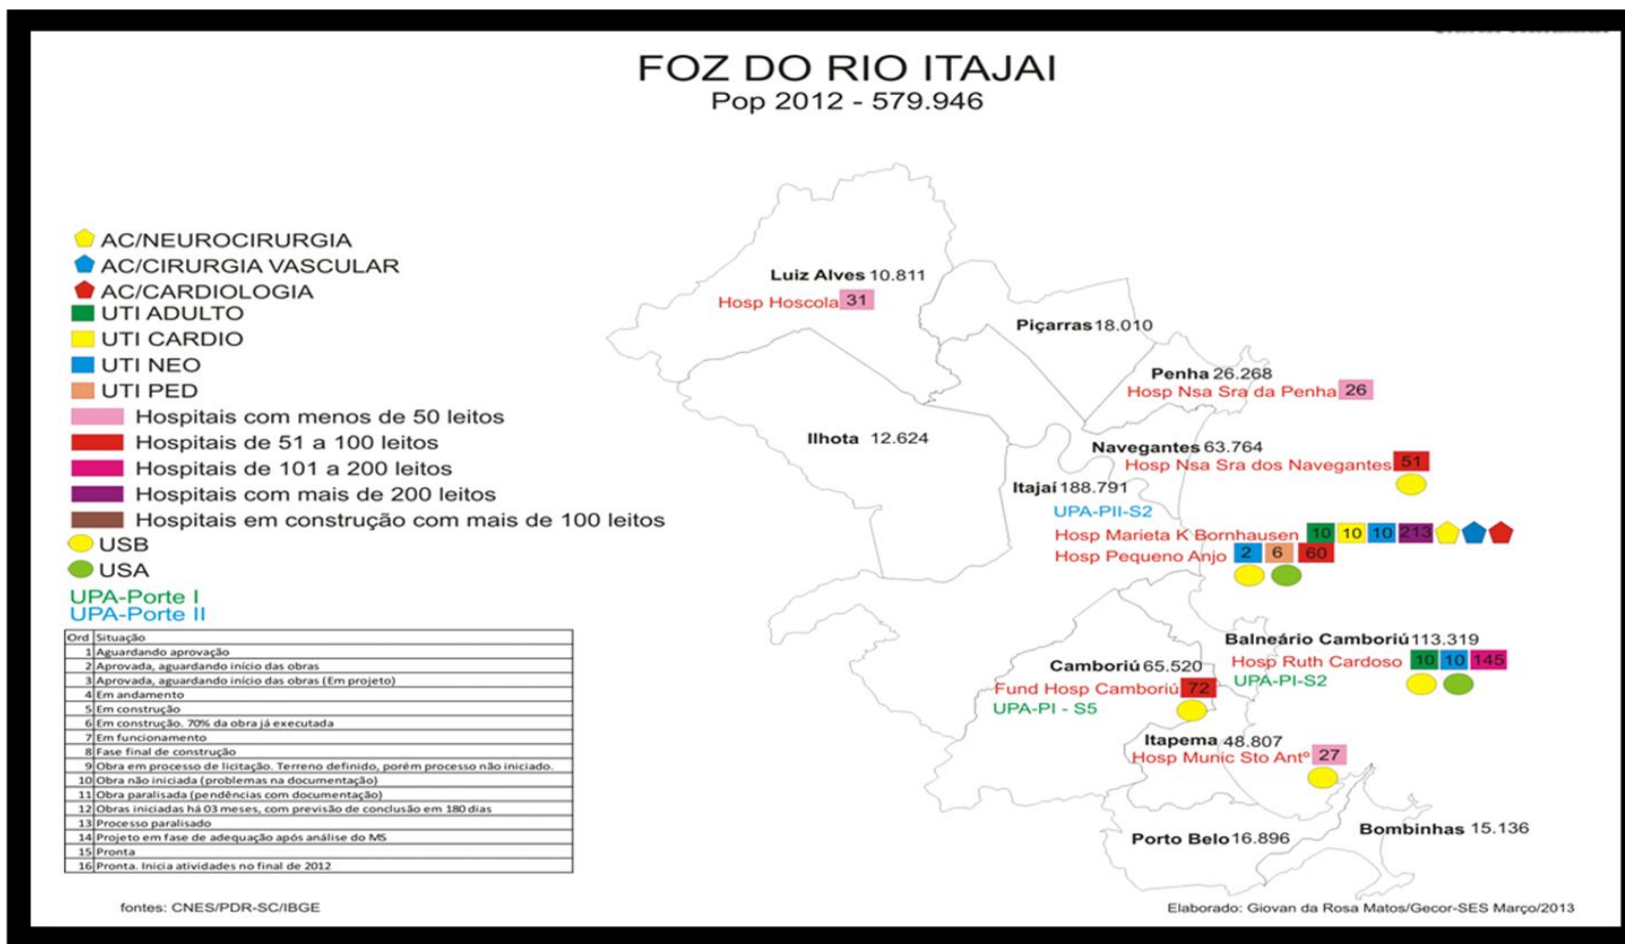 FOZ DO RIO ITAJAI
Pop 2012 - 579.946
AC/NEUROCIRURGIA
AC/CIRURGIA VASCULAR
AC/CARDIOLOGIA
UTI ADULTO
UTI CARDIO
UTI NEO
UTI PED
Hospitais com menos de 50 leitos
Hospitais de 51 a 100 leitos
Hospitais de 101 a 200 leitos
Hospitais com mais de 200 leitos
Hospitais em construção com mais de 100 leitos
USB
USA
UPA-Porte I
UPA-Porte II
Ord Situação
1 Aguardando aprovação
2 Aprovada, aguardando início das obras
3 Aprovada, aguardando início das obras (Em projeto)
4 Em andamento
5 Em construção
6 Em construção. 70% da obra já executada
7 Em funcionamento
8 Fase final de construção
9 Obra em processo de licitação. Terreno definido, porém processo não iniciado.
10 Obra não iniciada (problemas na documentação)
11 Obra paralisada (pendências com documentação)
12 Obras iniciadas há 03 meses, com previsão de conclusão em 180 dias
13 Processo paralisado
14 Projeto em fase de adequação após análise do MS
15 Pronta
16 Pronta. Inicia atividades no final de 2012
Luiz Alves 10.811
Hosp Hoscola 31
Piçarras 18.010
Penha 26.268
Hosp Nsa Sra da Penha 26
Ilhota 12.624
Navegantes 63.764
Hosp Nsa Sra dos Navegantes 51
Itajaí 188.791
UPA-PII-S2
Hosp Marieta K Bornhausen 10 10 10 213
Hosp Pequeno Anjo 2 6 60
Balneário Camboriú 113.319
Hosp Ruth Cardoso 10 10 145
UPA-PI-S2
Camboriú 65.520
Fund Hosp Camboriú 72
UPA-PI - S5
Itapema 48.807
Hosp Munic Sto Antº 27
Porto Belo 16.896
Bombinhas 15.136
fontes: CNES/PDR-SC/IBGE
Elaborado: Giovan da Rosa Matos/Gecor-SES Março/2013